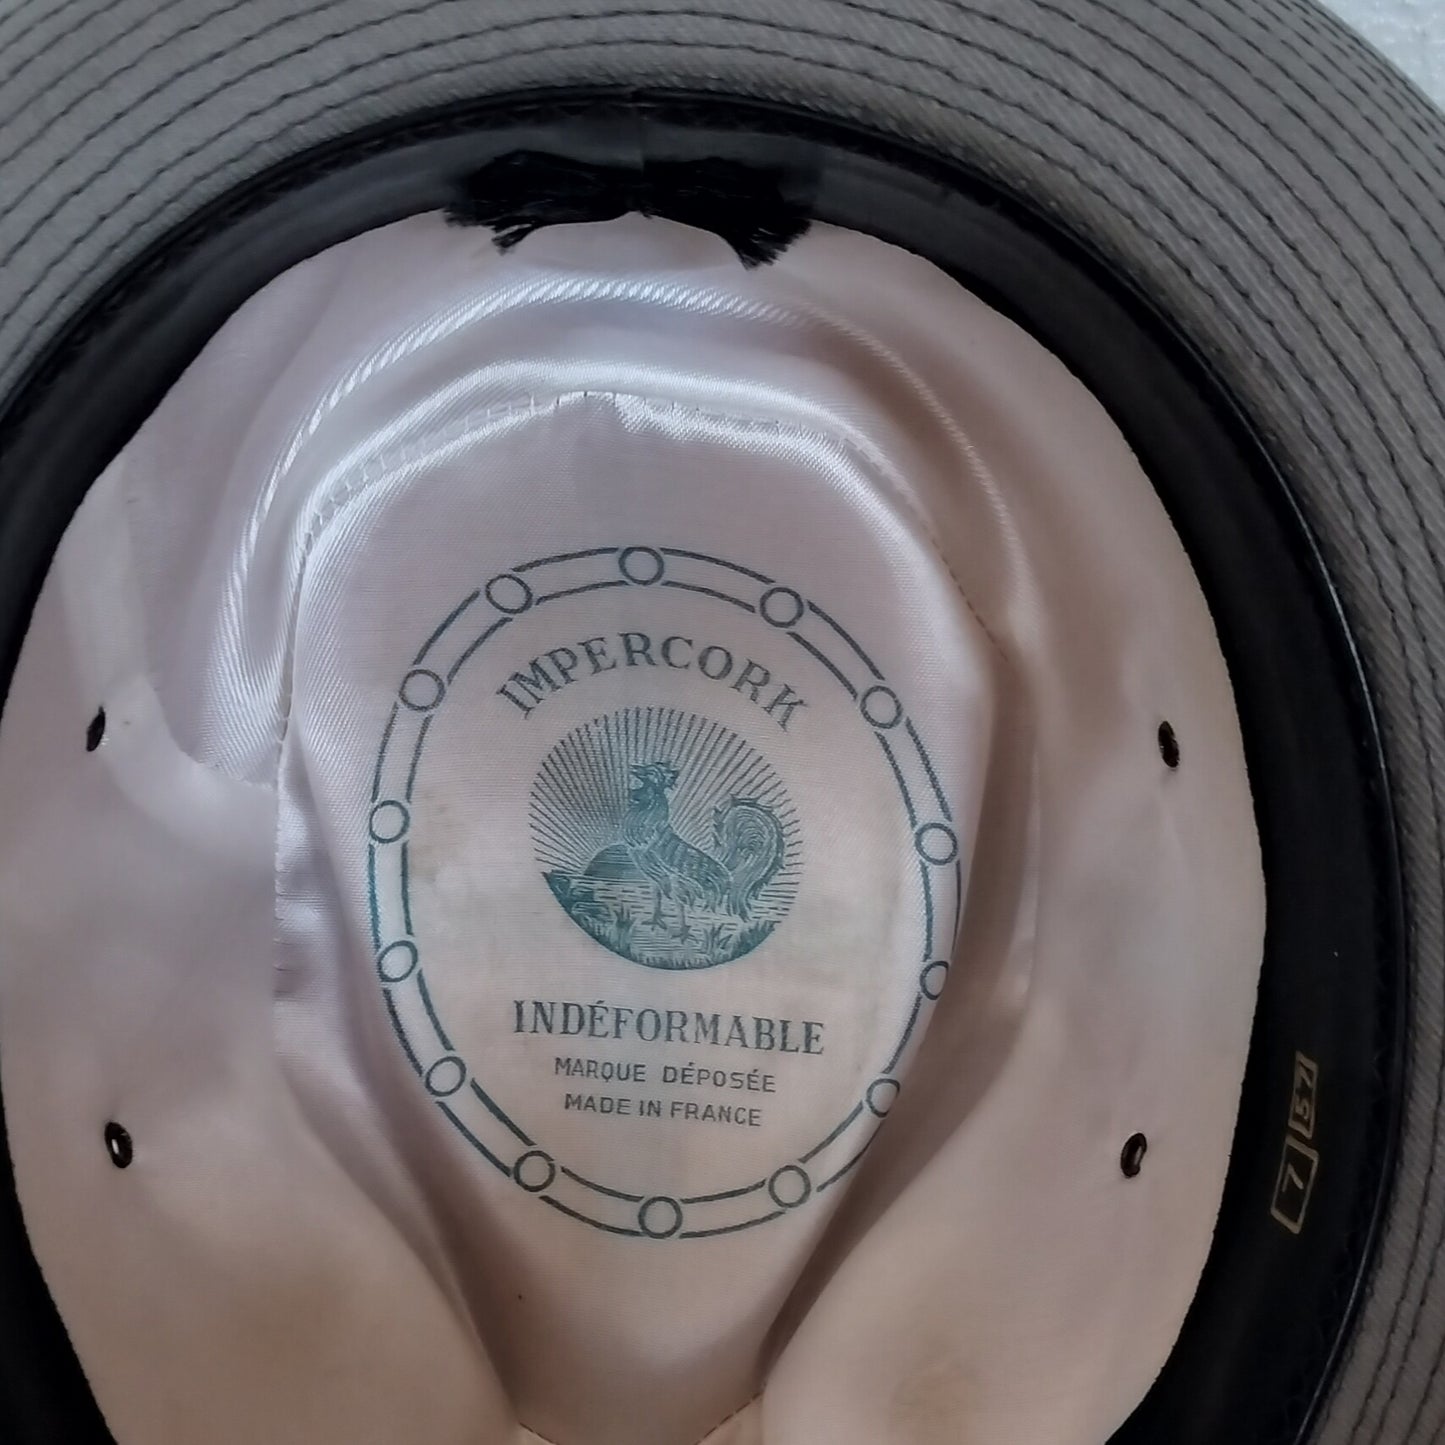 IMPERCORK
INDÉFORMABLE
MARQUE DÉPOSÉE
MADE IN FRANCE
7 57